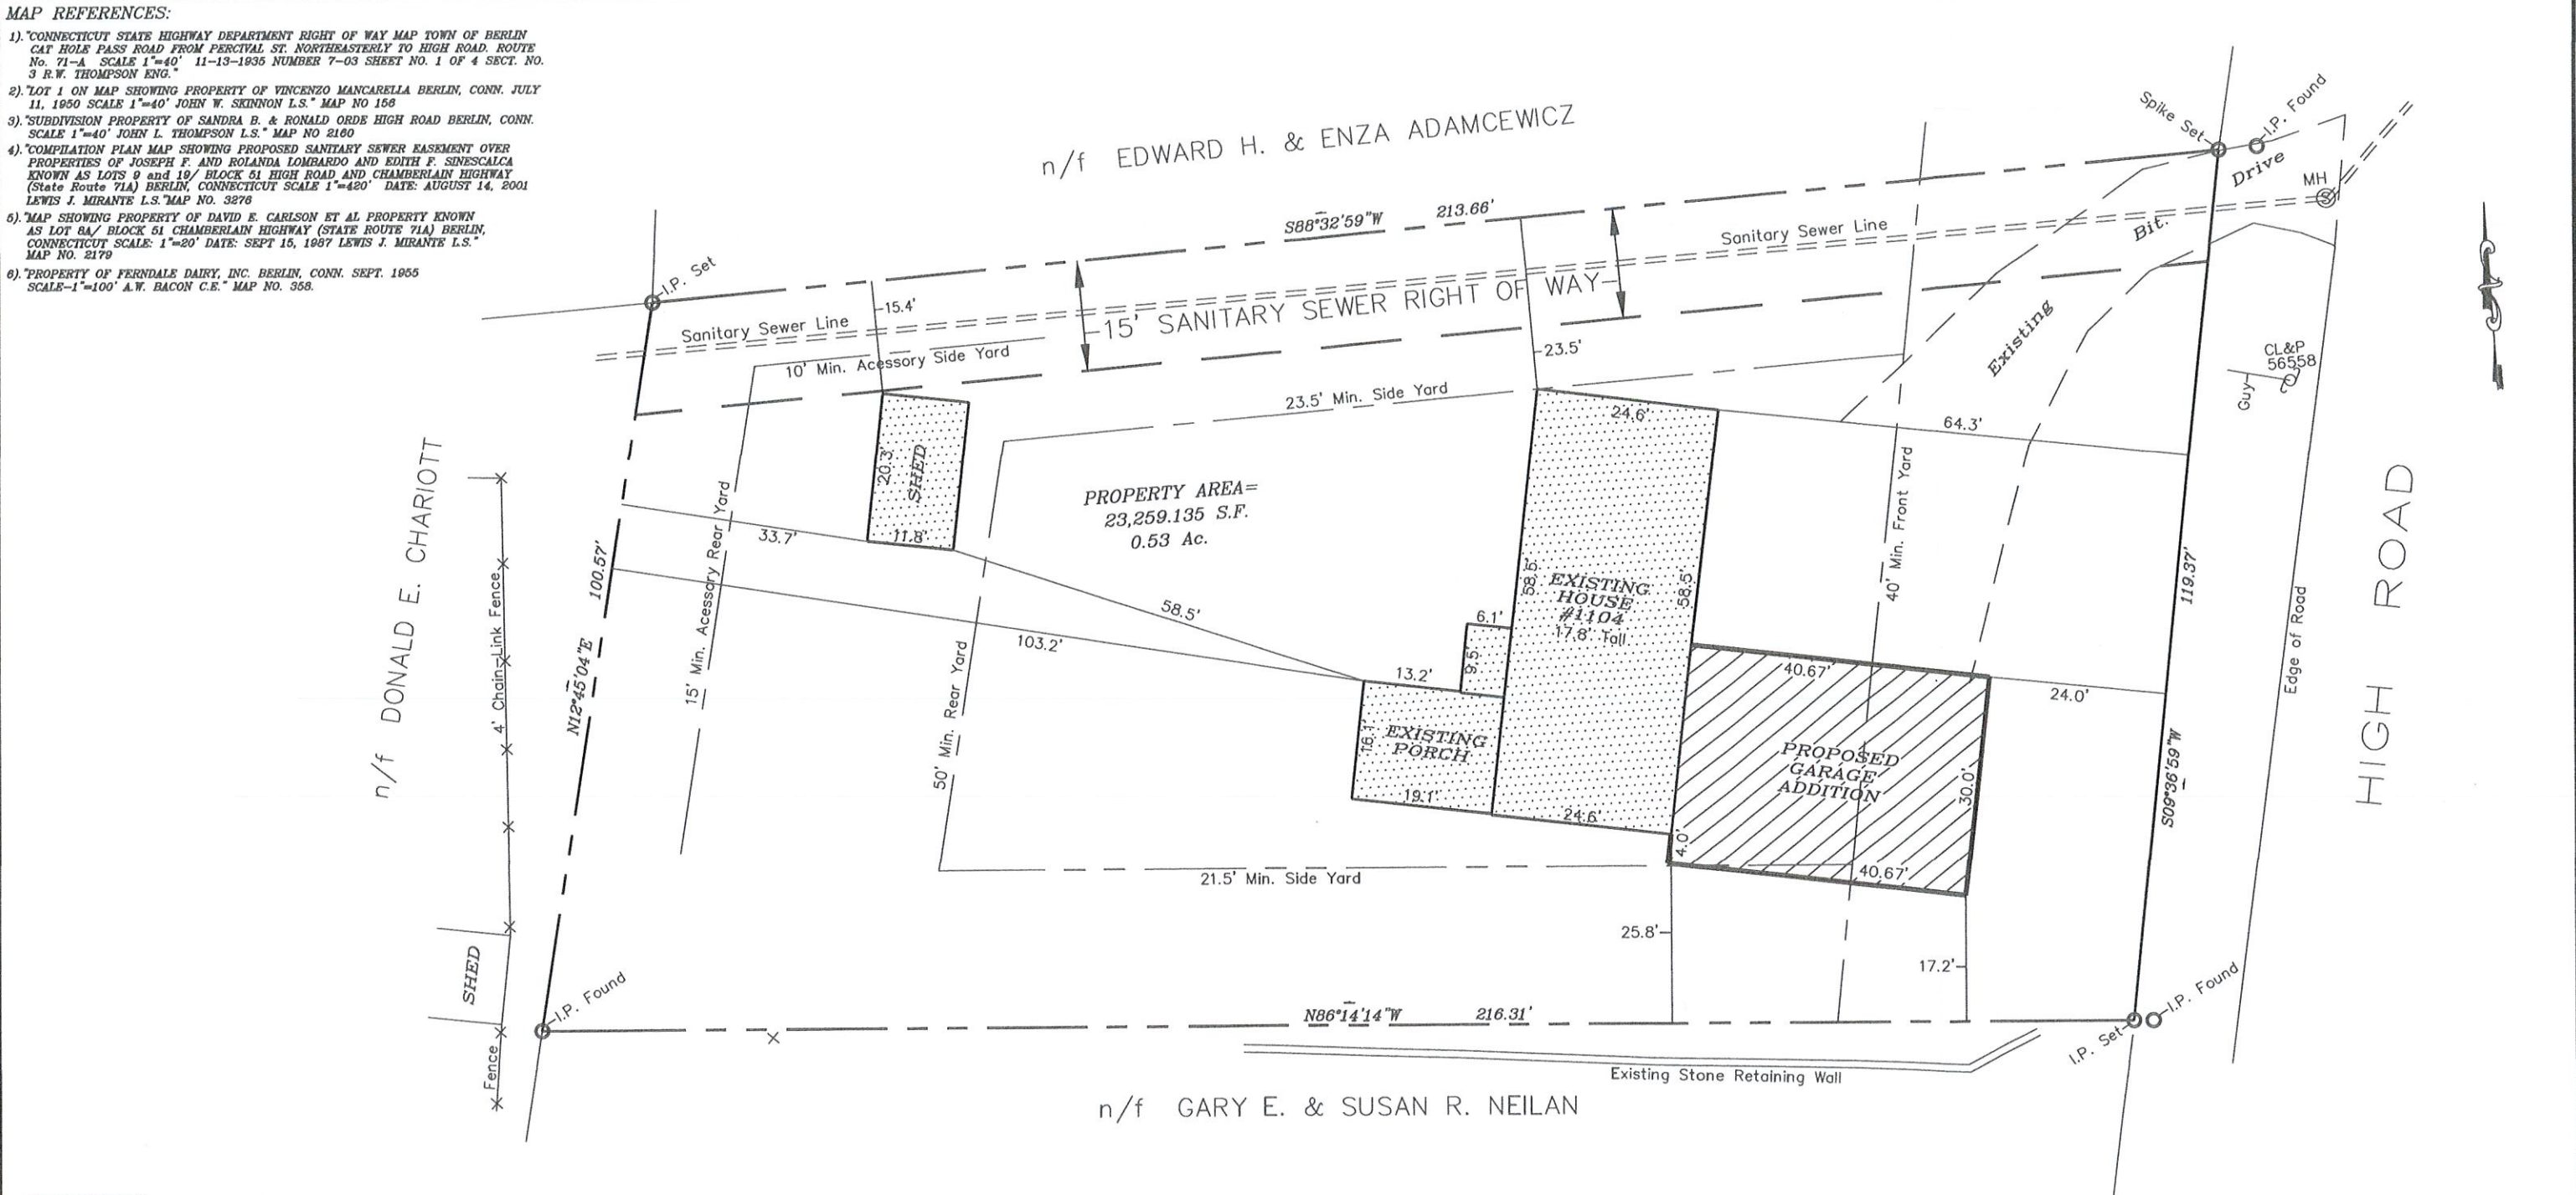 MAP REFERENCES:
1). "CONNECTICUT STATE HIGHWAY DEPARTMENT RIGHT OF WAY MAP TOWN OF BERLIN
CAT HOLE PASS ROAD FROM PERCIVAL ST. NORTHEASTERLY TO HIGH ROAD. ROUTE
No. 71-A SCALE 1"=40' 11-13-1935 NUMBER 7-03 SHEET NO. 1 OF 4 SECT. NO.
3 R.W. THOMPSON ENG."
2). "LOT 1 ON MAP SHOWING PROPERTY OF VINCENZO MANCARELLA BERLIN, CONN. JULY
11, 1950 SCALE 1"=40' JOHN W. SKINNON L.S." MAP NO 156
3). "SUBDIVISION PROPERTY OF SANDRA B. & RONALD ORDE HIGH ROAD BERLIN, CONN.
SCALE 1"=40' JOHN L. THOMPSON L.S." MAP NO 2160
4). "COMPILATION PLAN MAP SHOWING PROPOSED SANITARY SEWER EASEMENT OVER
PROPERTIES OF JOSEPH F. AND ROLANDA LOMBARDO AND EDITH F. SINESCALCA
KNOWN AS LOTS 9 and 19/ BLOCK 51 HIGH ROAD AND CHAMBERLAIN HIGHWAY
(State Route 71A) BERLIN, CONNECTICUT SCALE 1"=420' DATE: AUGUST 14, 2001
LEWIS J. MIRANTE L.S."MAP NO. 3276
5). "MAP SHOWING PROPERTY OF DAVID E. CARLSON ET AL PROPERTY KNOWN
AS LOT 8A/ BLOCK 51 CHAMBERLAIN HIGHWAY (STATE ROUTE 71A) BERLIN,
CONNECTICUT SCALE: 1"=20' DATE: SEPT 15, 1987 LEWIS J. MIRANTE L.S."
MAP NO. 2179
6). "PROPERTY OF FERNDALE DAIRY, INC. BERLIN, CONN. SEPT. 1955
SCALE-1"=100' A.W. BACON C.E." MAP NO. 358.
n/f EDWARD H. & ENZA ADAMCEWICZ
Spike Set
I.P. Found
Drive
MH
Bit.
Existing
S88°32'59"W 213.66'
Sanitary Sewer Line
I.P. Set
15.4'
Sanitary Sewer Line
15' SANITARY SEWER RIGHT OF WAY
10' Min. Acessory Side Yard
23.5'
23.5' Min. Side Yard
CL&P
56558
Guy
24.6'
64.3'
n/f DONALD E. CHARIOTT
4' Chain-Link Fence
100.57'
N12°45'04"E
15' Min. Acessory Rear Yard
20.3'
SHED
11.8'
33.7'
PROPERTY AREA=
23,259.135 S.F.
0.53 Ac.
50' Min. Rear Yard
58.5'
103.2'
58.5'
EXISTING
HOUSE
#1104
17.8' Tall
58.5'
40' Min. Front Yard
119.37'
S09°36'59"W
Edge of Road
HIGH ROAD
6.1'
9.5'
13.2'
16.1'
EXISTING
PORCH
19.1'
24.6'
40.67'
24.0'
PROPOSED
GARAGE
ADDITION
30.0'
4.0'
40.67'
21.5' Min. Side Yard
25.8'
17.2'
SHED
Fence
I.P. Found
N86°14'14"W 216.31'
I.P. Set
I.P. Found
Existing Stone Retaining Wall
n/f GARY E. & SUSAN R. NEILAN